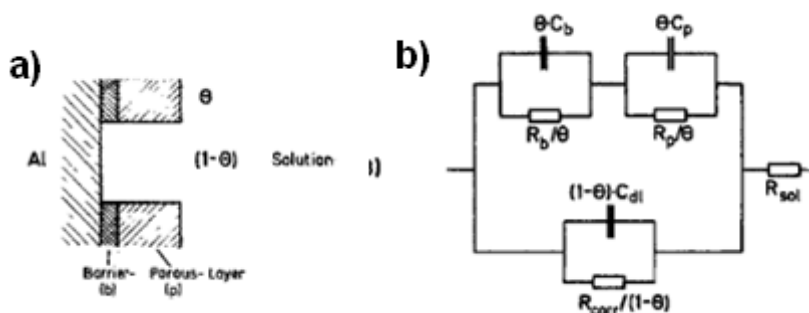 a)
θ
Al
(1-θ)
Solution
Barrier- Porous-Layer
(b) (p)
b)
θ·C_b θ·C_p
R_b/θ R_p/θ
)
(1-θ)·C_dl
R_sol
R_corr/(1-θ)